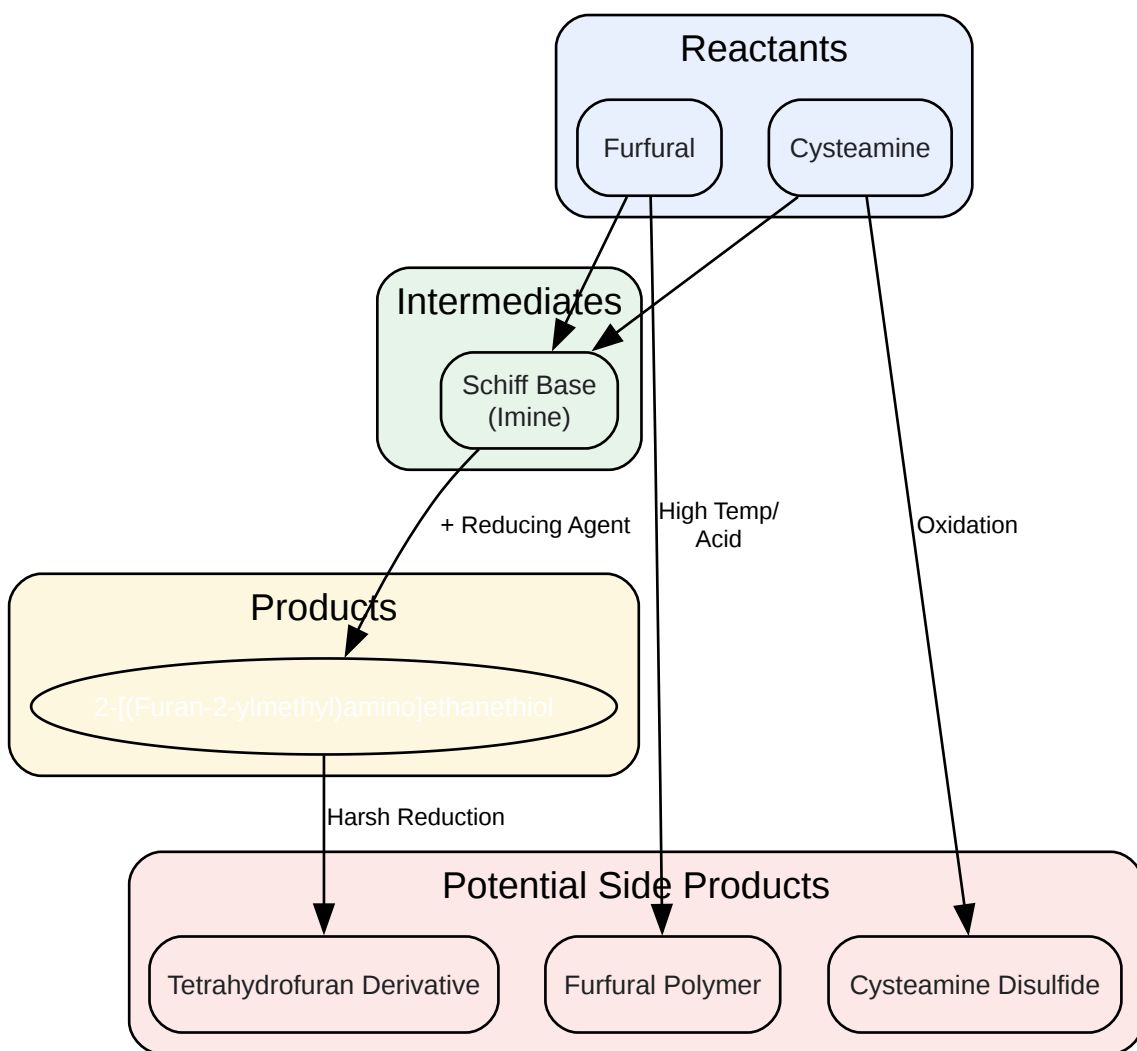 Reactants
Furfural
Cysteamine
Intermediates
Schiff Base
(Imine)
+ Reducing Agent
High Temp/
Acid
Oxidation
Products
2-[(Furan-2-ylmethyl)amino]ethanethiol
Harsh Reduction
Potential Side Products
Tetrahydrofuran Derivative
Furfural Polymer
Cysteamine Disulfide